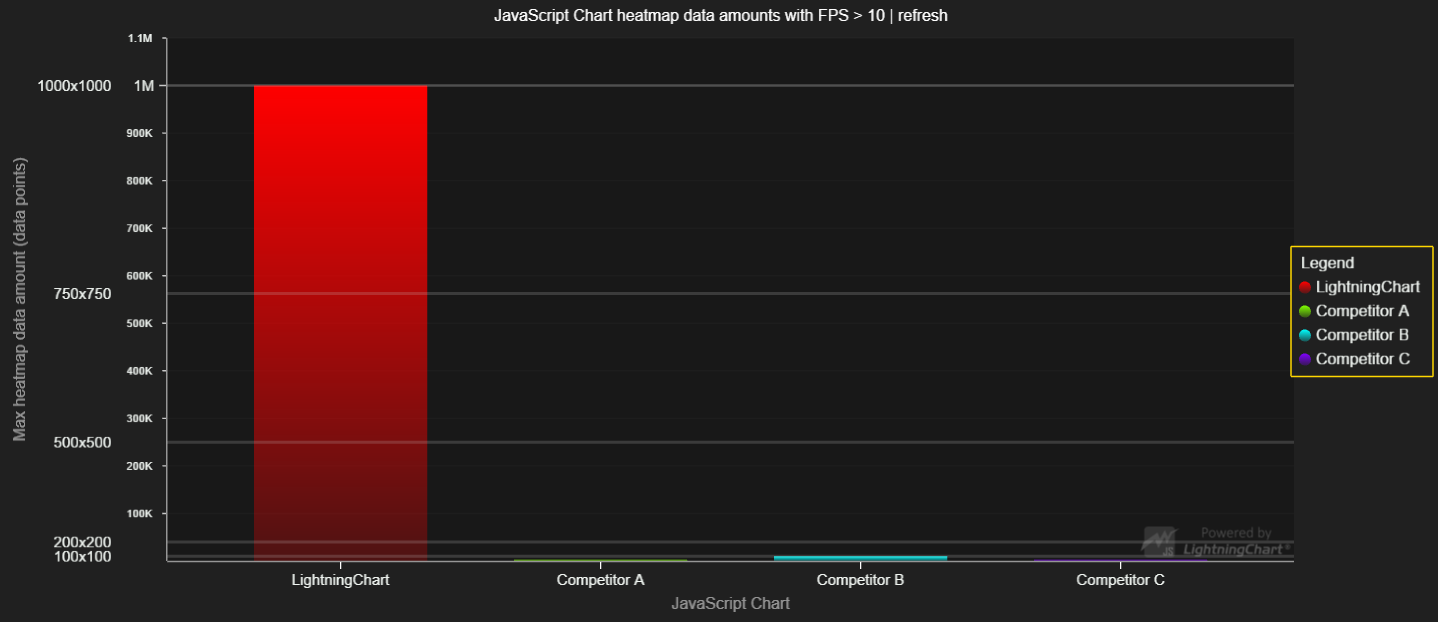 JavaScript Chart heatmap data amounts with FPS > 10 | refresh
1.1M
1000x1000 1M
900K
800K
700K
600K
750x750
500K
400K
300K
500x500
200K
100K
200x200
100x100
Max heatmap data amount (data points)
Legend
LightningChart
Competitor A
Competitor B
Competitor C
Powered by
JS LightningChart®
LightningChart Competitor A Competitor B Competitor C
JavaScript Chart